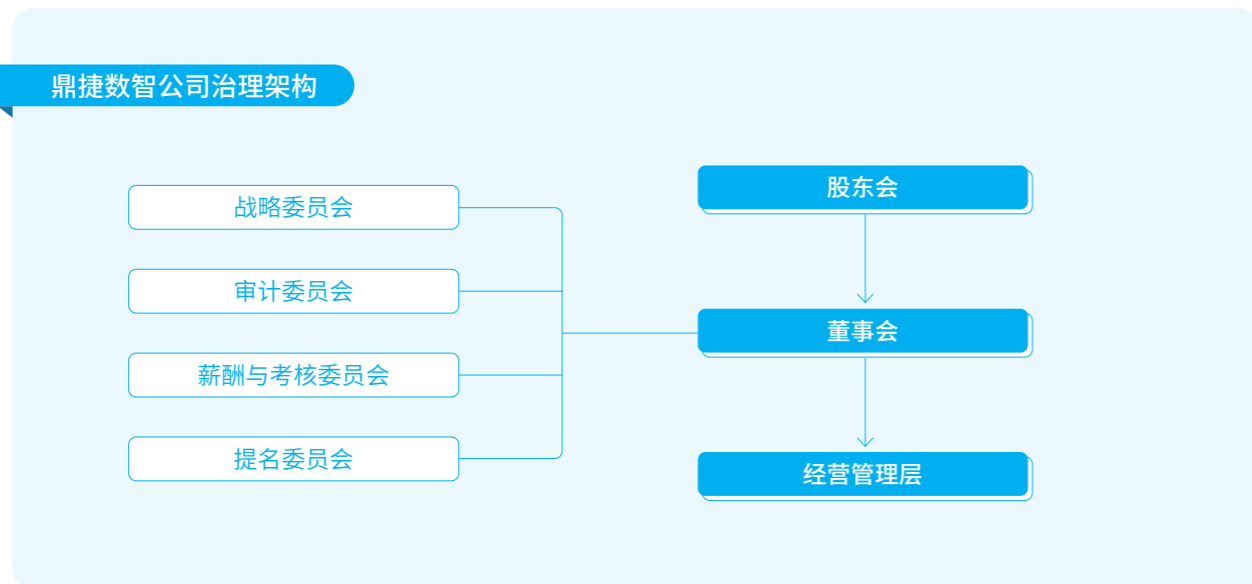 鼎捷数智公司治理架构
战略委员会
审计委员会
薪酬与考核委员会
提名委员会
股东会
董事会
经营管理层